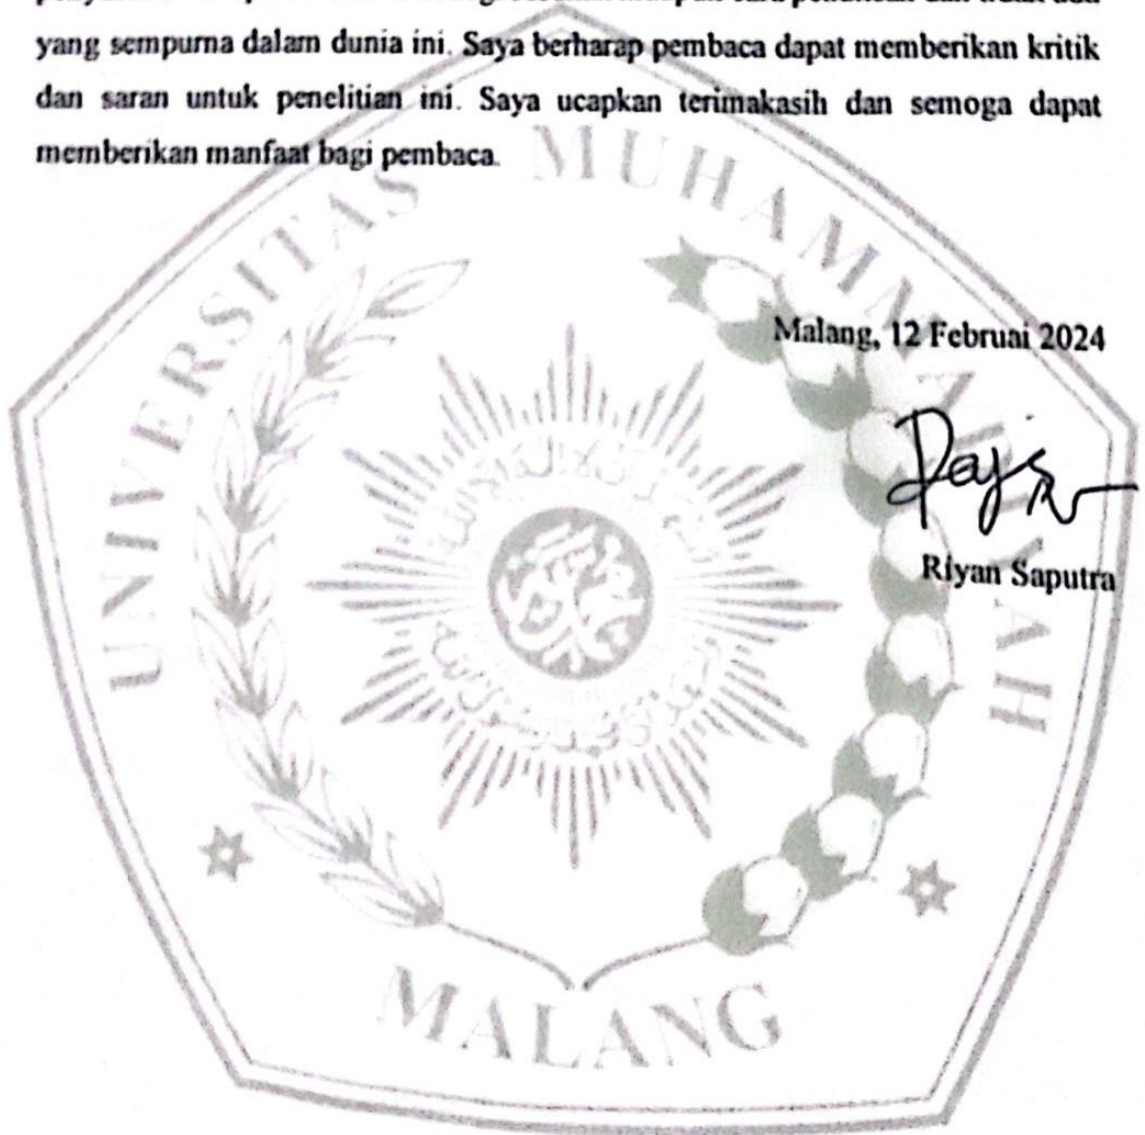 yang sempurna dalam dunia ini. Saya berharap pembaca dapat memberikan kritik
dan saran untuk penelitian ini. Saya ucapkan terimakasih dan semoga dapat
memberikan manfaat bagi pembaca.
UNIVERSITAS MUHAMMADIYAH
Malang, 12 Februai 2024
Riyan Saputra
MALANG